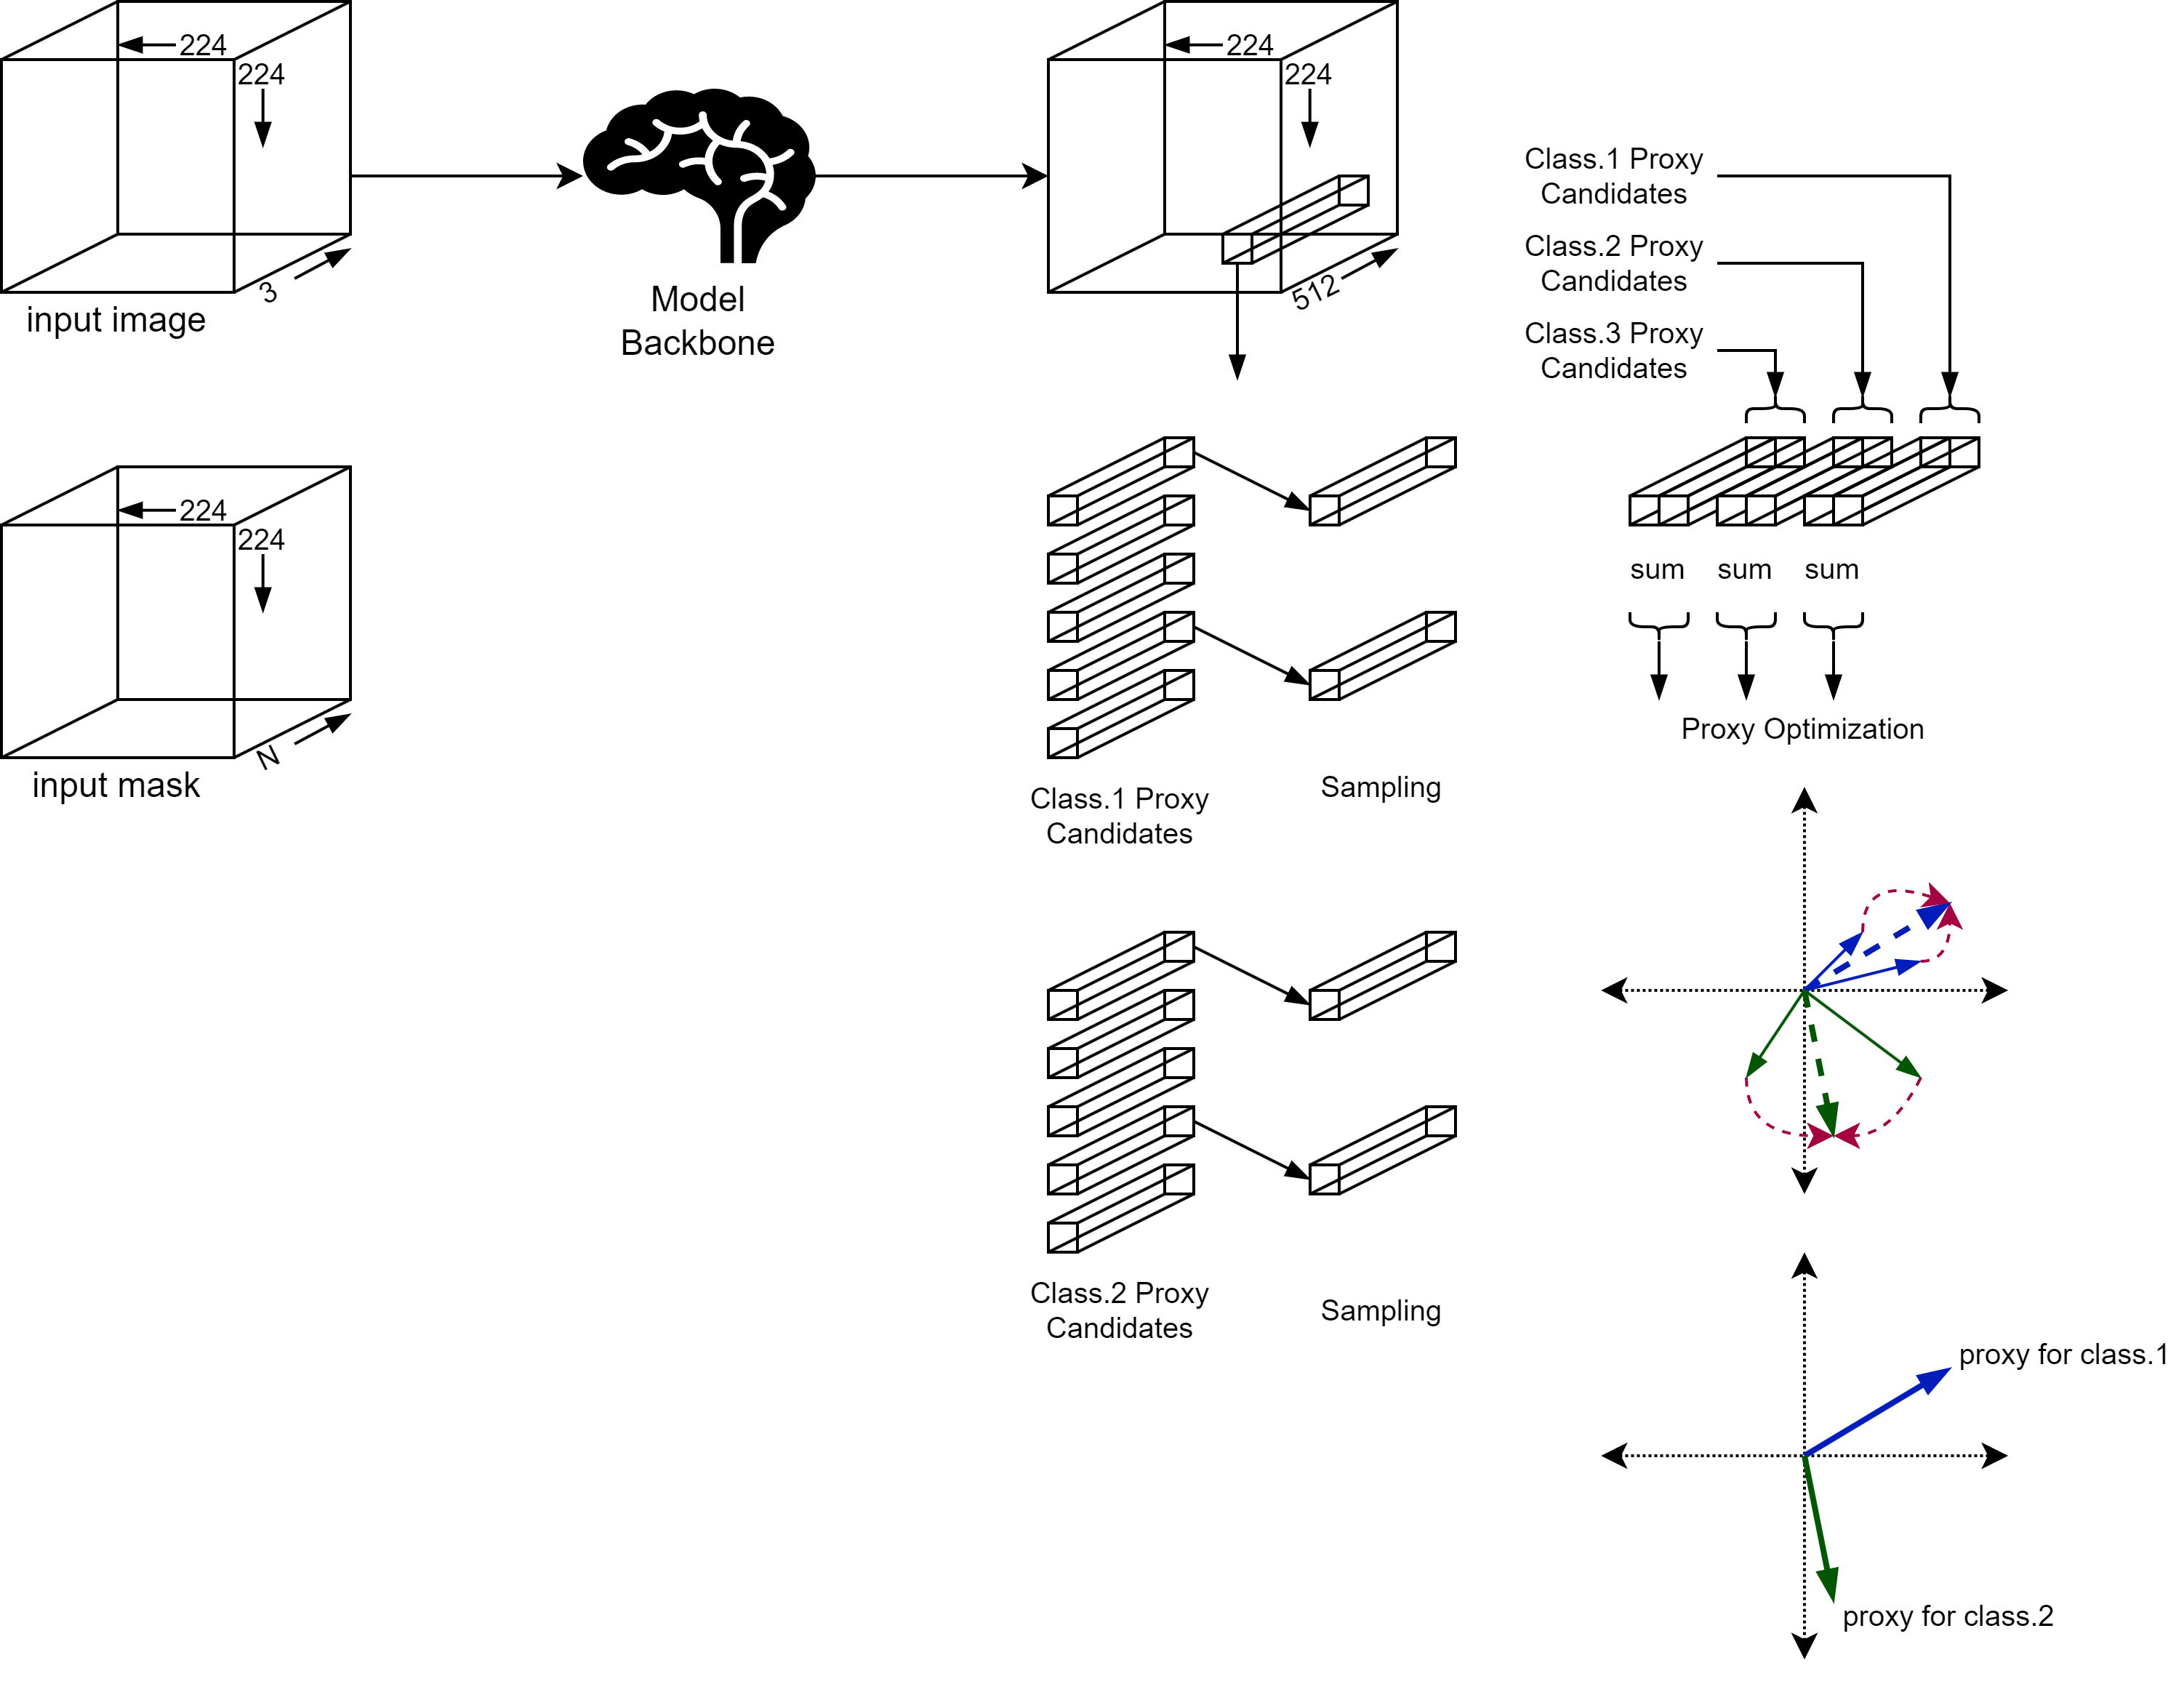 224
224
3
input image
Model
Backbone
224
224
512
Class.1 Proxy
Candidates
Class.2 Proxy
Candidates
Class.3 Proxy
Candidates
224
224
N
input mask
Class.1 Proxy
Candidates
Sampling
sum sum sum
Proxy Optimization
Class.2 Proxy
Candidates
Sampling
proxy for class.1
proxy for class.2